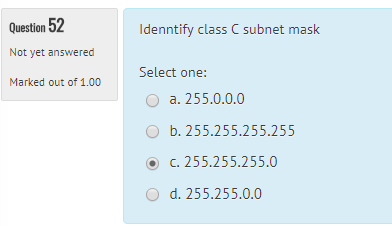 Question 52
Not yet answered
Marked out of 1.00
Idenntify class C subnet mask
Select one:
a. 255.0.0.0
b. 255.255.255.255
c. 255.255.255.0
d. 255.255.0.0